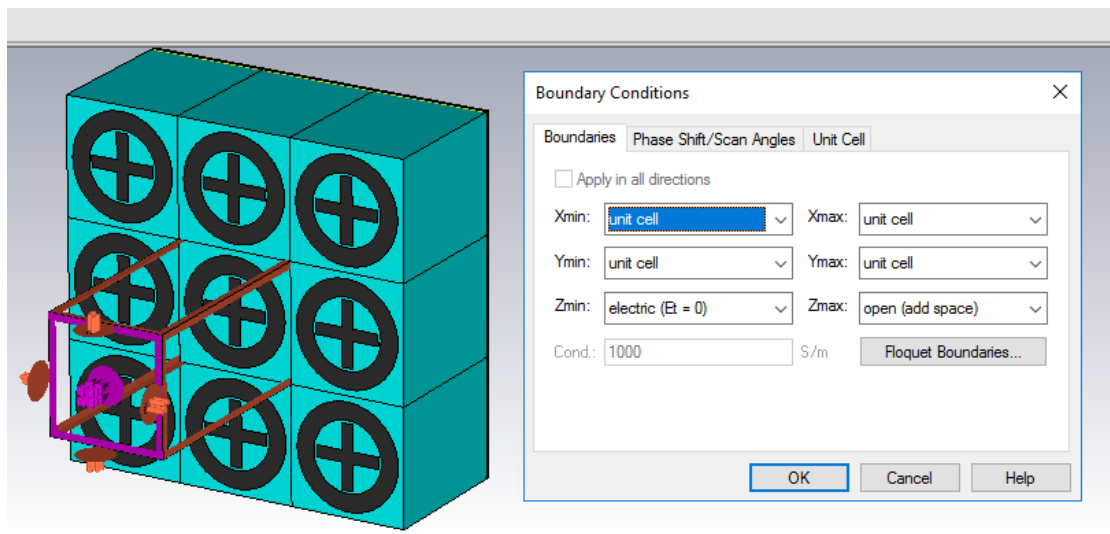 Boundary Conditions
Boundaries Phase Shift/Scan Angles Unit Cell
Apply in all directions
Xmin: unit cell Xmax: unit cell
Ymin: unit cell Ymax: unit cell
Zmin: electric (Et = 0) Zmax: open (add space)
Cond.: 1000 S/m Floquet Boundaries...
OK Cancel Help